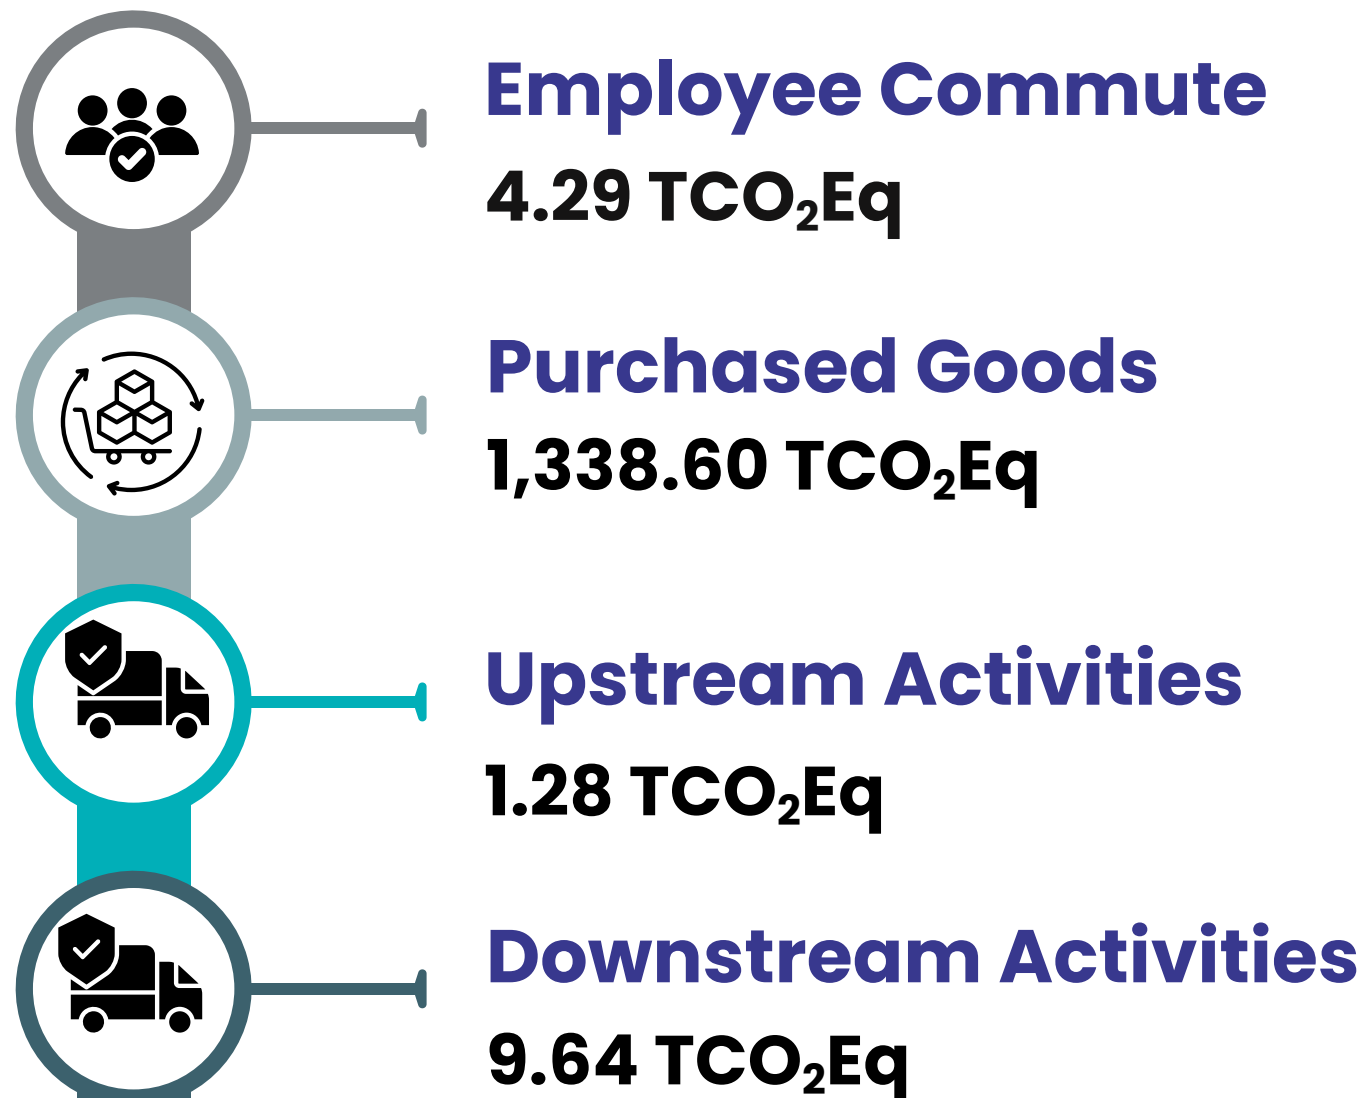 Employee Commute
4.29 TCO₂Eq
Purchased Goods
1,338.60 TCO₂Eq
Upstream Activities
1.28 TCO₂Eq
Downstream Activities
9.64 TCO₂Eq